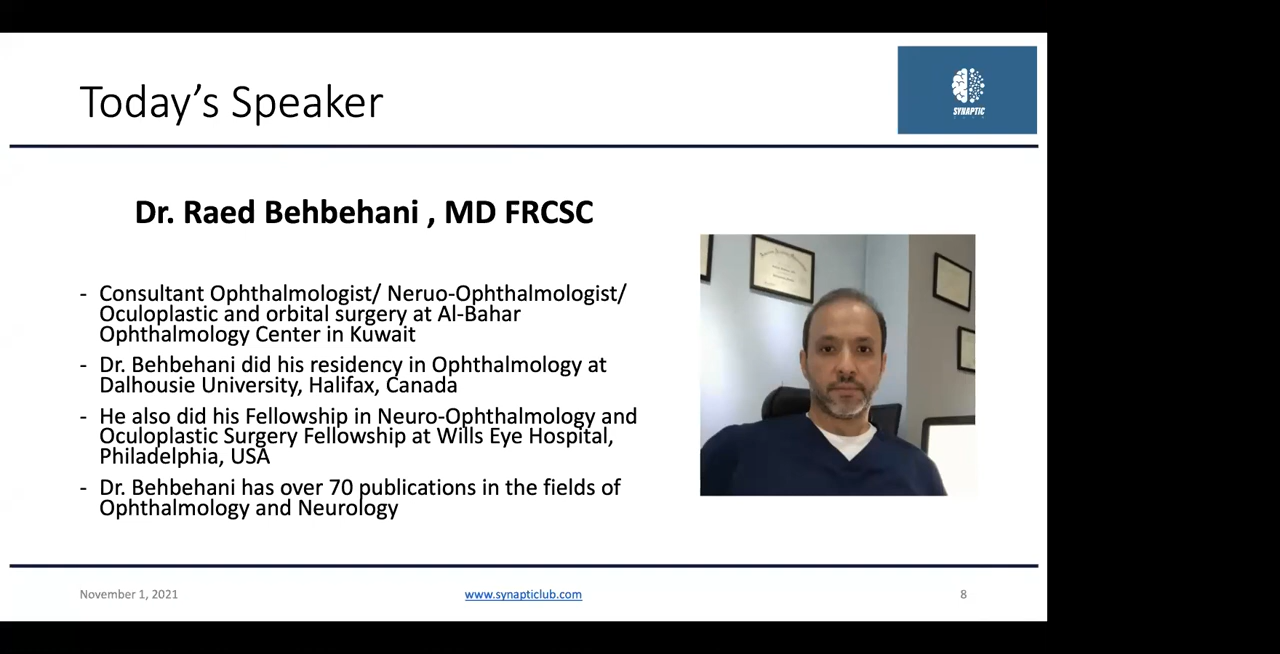 Today's Speaker
SYNAPTIC
Dr. Raed Behbehani , MD FRCSC
- Consultant Ophthalmologist/ Neruo-Ophthalmologist/
Oculoplastic and orbital surgery at Al-Bahar
Ophthalmology Center in Kuwait
- Dr. Behbehani did his residency in Ophthalmology at
Dalhousie University, Halifax, Canada
- He also did his Fellowship in Neuro-Ophthalmology and
Oculoplastic Surgery Fellowship at Wills Eye Hospital,
Philadelphia, USA
- Dr. Behbehani has over 70 publications in the fields of
Ophthalmology and Neurology
November 1, 2021
www.synapticlub.com
8